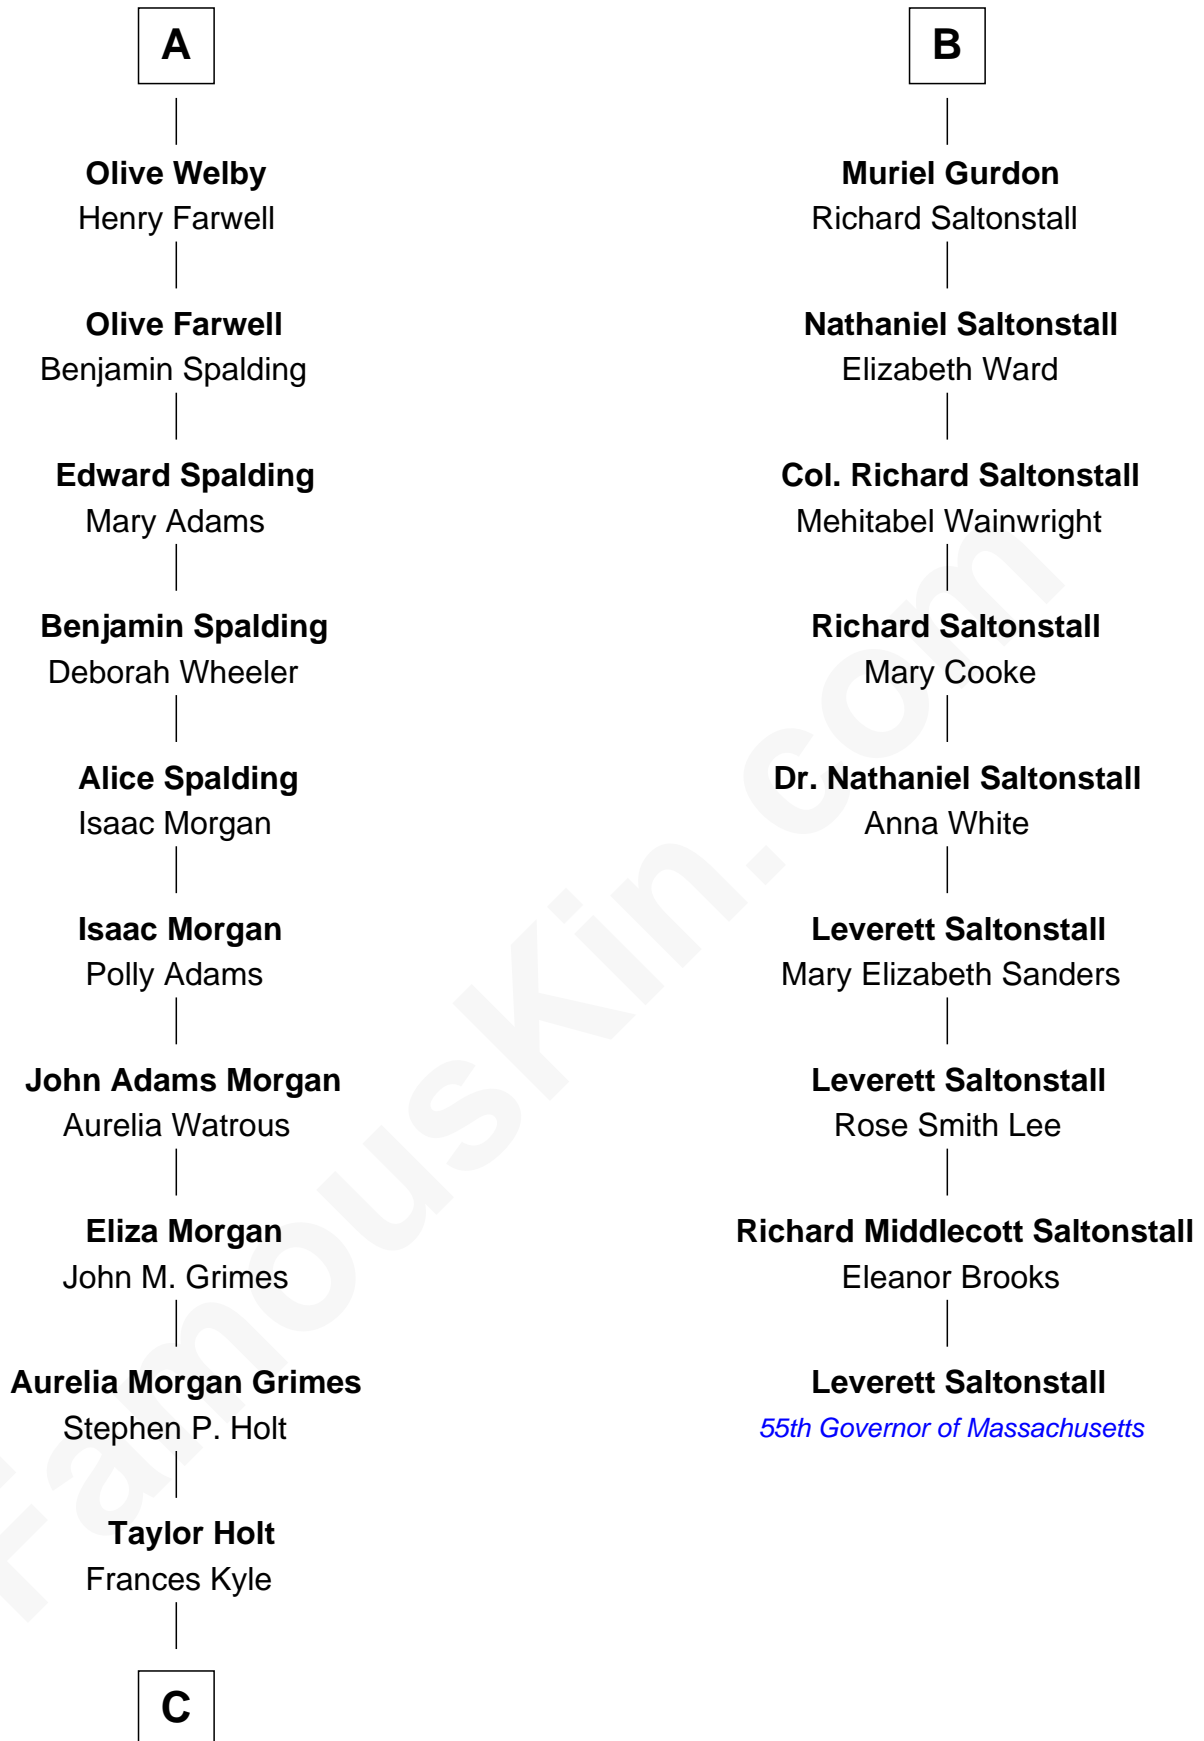 A
Olive Welby
Henry Farwell
Olive Farwell
Benjamin Spalding
Edward Spalding
Mary Adams
Benjamin Spalding
Deborah Wheeler
Alice Spalding
Isaac Morgan
Isaac Morgan
Polly Adams
John Adams Morgan
Aurelia Watrous
Eliza Morgan
John M. Grimes
Aurelia Morgan Grimes
Stephen P. Holt
Taylor Holt
Frances Kyle
C
B
Muriel Gurdon
Richard Saltonstall
Nathaniel Saltonstall
Elizabeth Ward
Col. Richard Saltonstall
Mehitabel Wainwright
Richard Saltonstall
Mary Cooke
Dr. Nathaniel Saltonstall
Anna White
Leverett Saltonstall
Mary Elizabeth Sanders
Leverett Saltonstall
Rose Smith Lee
Richard Middlecott Saltonstall
Eleanor Brooks
Leverett Saltonstall
55th Governor of Massachusetts
FamousKin.com